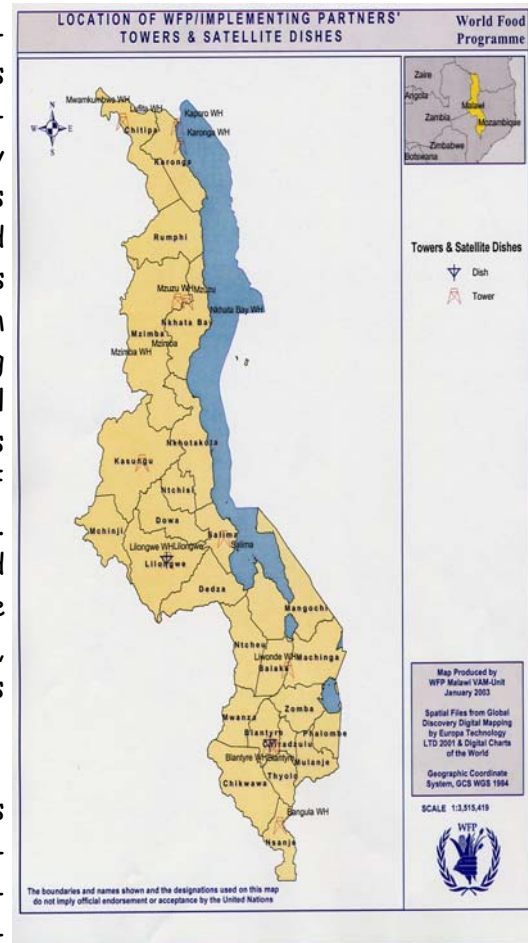 LOCATION OF WFP/IMPLEMENTING PARTNERS'
TOWERS & SATELLITE DISHES
World Food
Programme
Zaire
Angola
Malawi
Zambia
Mozambique
Zimbabwe
Botswana
N
W
E
S
Mwamkumbwe WH
Lufita WH
Kaporo WH
Chitipa
Karonga WH
Karonga
Rumphi
Mzuzu WH
Mzuzu
Nkhata Bay WH
Nkhata Bay
Mzimba
Mzimba
Mzimba WH
Nkhotakota
Kasungu
Ntchisi
Dowa
Mchinji
Salima
Salima
Lilongwe WH
Lilongwe
Lilongwe
Dedza
Mangochi
Ntcheu
Liwonde WH
Machinga
Balaka
Zomba
Mwanza
Blantyre
Phalombe
Blantyre WH
Blantyre
Mulanje
Thyolo
Chikwawa
Bangula WH
Nsanje
Towers & Satellite Dishes
Dish
Tower
Map Produced by
WFP Malawi VAM-Unit
January 2003
Spatial Files from Global
Discovery Digital Mapping
by Europa Technology
LTD 2001 & Digital Charts
of the World
Geographic Coordinate
System, GCS WGS 1984
SCALE 1:3,515,419
WFP
The boundaries and names shown and the designations used on this map
do not imply official endorsement or acceptance by the United Nations